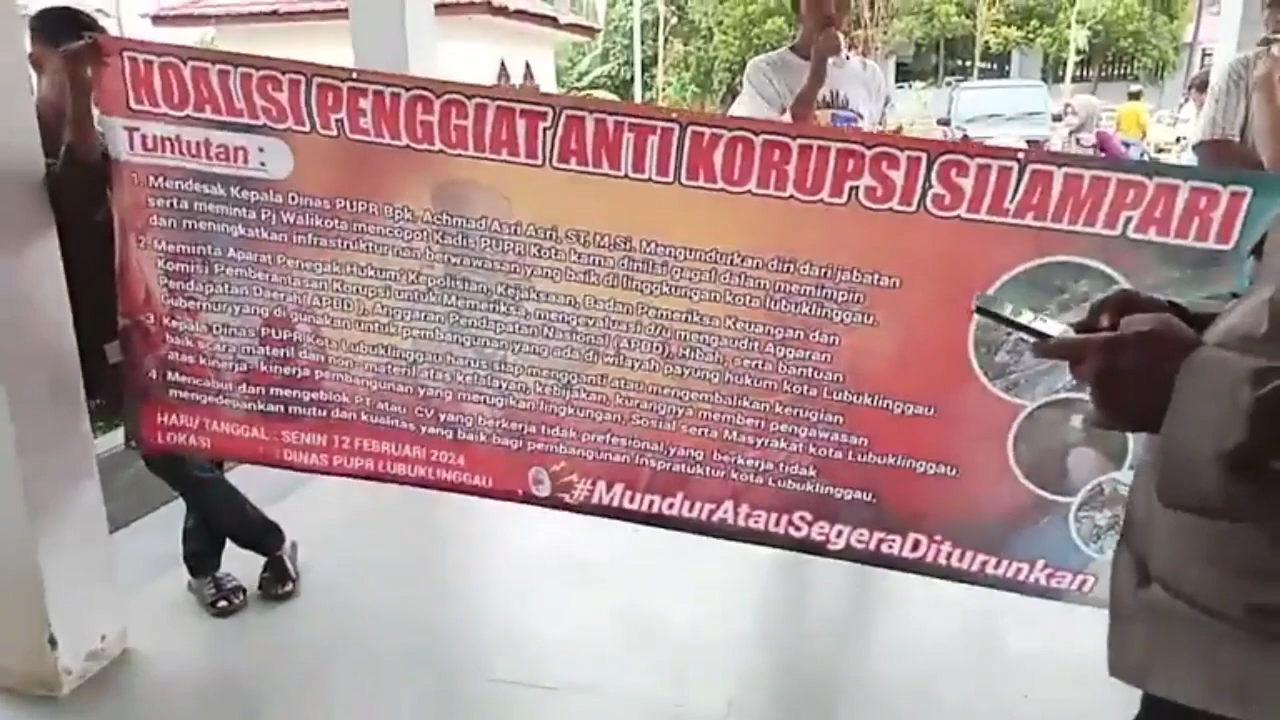 KOALISI PENGGIAT ANTI KORUPSI SILAMPARI
Tuntutan :
1. Mendesak Kepala Dinas PUPR Bpk. Achmad Asri Asri, ST, M,Si. Mengundurkan diri dari jabatan
serta meminta Pj Walikota mencopot Kadis PUPR Kota karna dinilai gagal dalam memimpin
dan meningkatkan infrastruktur nan berwawasan yang baik di linggkungan kota lubuklinggau.
2. Meminta Aparat Penegak Hukum, Kepolisian, Kejaksaan, Badan Pemeriksa Keuangan dan
Komisi Pemberantasan Korupsi untuk Memeriksa, mengevaluasi d/u mengaudit Aggaran
Pendapatan Daerah( APBD ), Anggaran Pendapatan Nasional ( APBD), Hibah, serta bantuan
Gubernur,yang di gunakan untuk pembangunan yang ada di wilayah payung hukum kota Lubuklinggau.
3. Kepala Dinas PUPR Kota Lubuklinggau harus siap mengganti atau mengembalikan kerugian
baik scara materil dan non-materil atas kelalayan, kebijakan, kurangnya memberi pengawasan
atas kinerja- kinerja pembangunan yang merugikan lingkungan, Sosial serta Masyrakat kota Lubuklinggau.
4. Mencabut dan mengeblok PT atau CV yang berkerja tidak prefesional,yang berkerja tidak
mengedepankan mutu dan kualitas yang baik bagi pembangunan Inspratuktur kota Lubuklinggau.
HARI/ TANGGAL : SENIN 12 FEBRUARI 2024
LOKASI : DINAS PUPR LUBUKLINGGAU
#MundurAtauSegeraDiturunkan